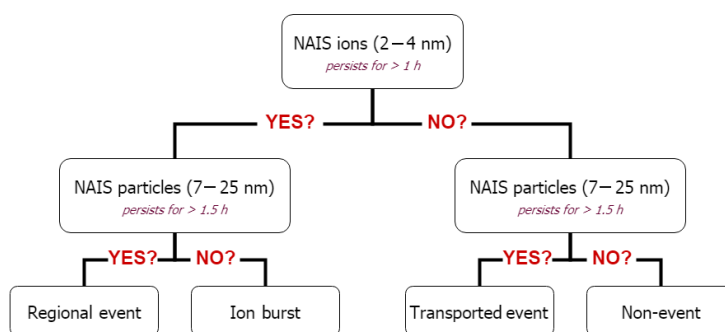 NAIS ions (2−4 nm)
persists for > 1 h
YES?
NO?
NAIS particles (7−25 nm)
persists for > 1.5 h
NAIS particles (7−25 nm)
persists for > 1.5 h
YES?
NO?
YES?
NO?
Regional event
Ion burst
Transported event
Non-event